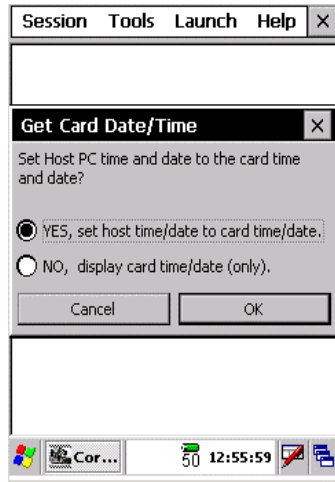 Session Tools Launch Help
Get Card Date/Time
Set Host PC time and date to the card time
and date?
YES, set host time/date to card time/date.
NO, display card time/date (only).
Cancel OK
Cor... 50 12:55:59